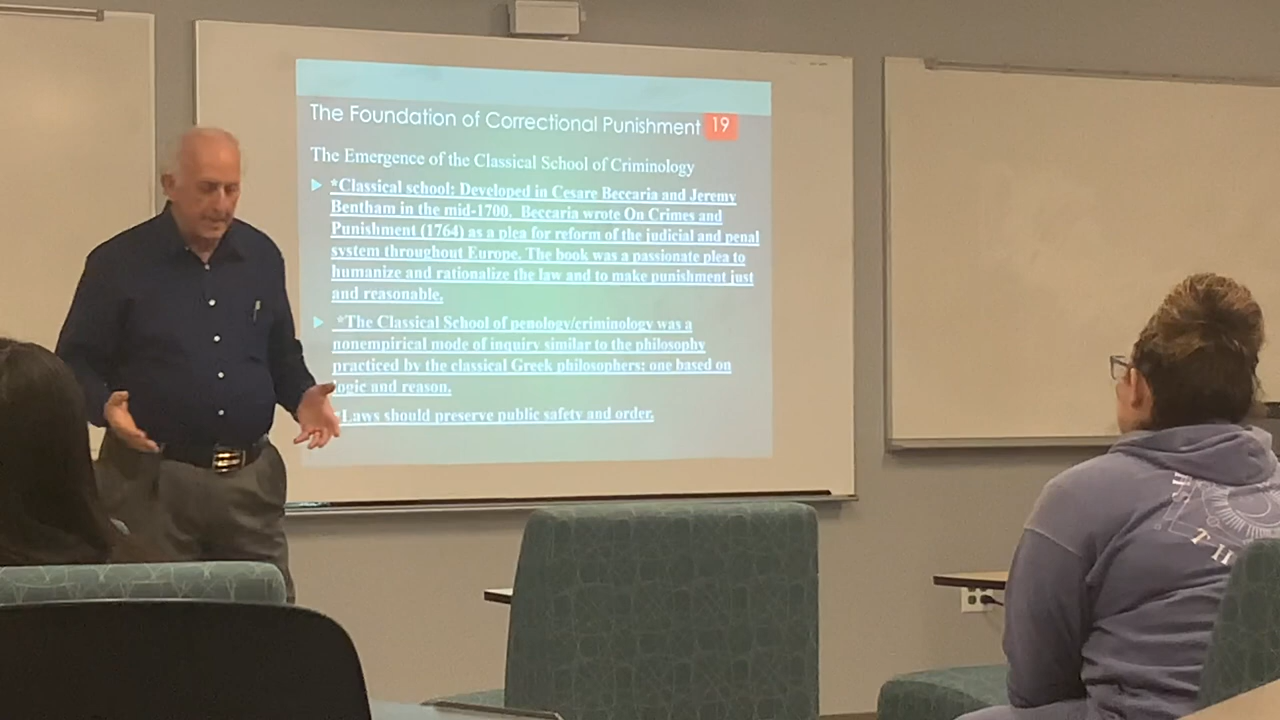 The Foundation of Correctional Punishment 19
The Emergence of the Classical School of Criminology
*Classical school: Developed in Cesare Beccaria and Jeremy
Bentham in the mid-1700. Beccaria wrote On Crimes and
Punishment (1764) as a plea for reform of the judicial and penal
system throughout Europe. The book was a passionate plea to
humanize and rationalize the law and to make punishment just
and reasonable.
*The Classical School of penology/criminology was a
nonempirical mode of inquiry similar to the philosophy
practiced by the classical Greek philosophers: one based on
logic and reason.
*Laws should preserve public safety and order.